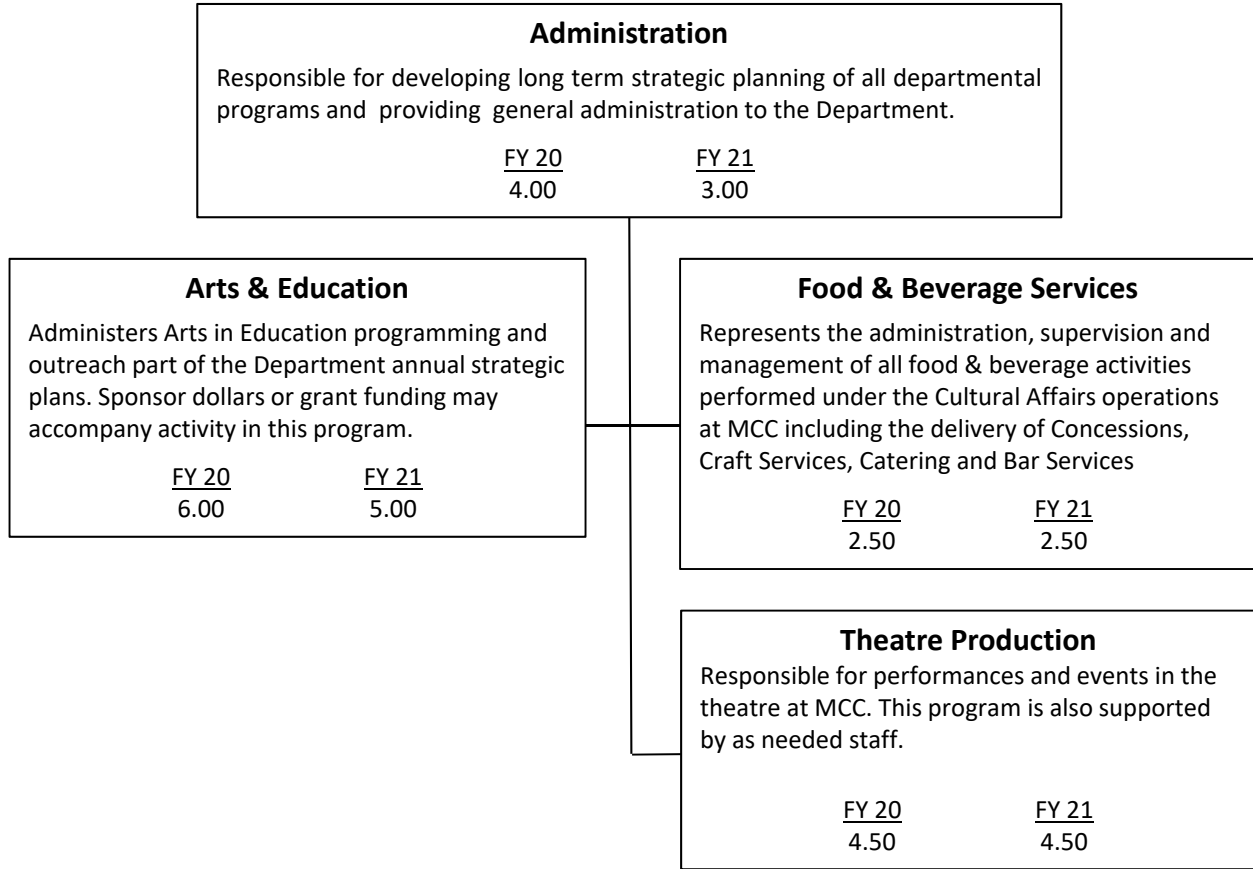 Administration
Responsible for developing long term strategic planning of all departmental
programs and providing general administration to the Department.
FY 20 FY 21
4.00 3.00
Arts & Education
Administers Arts in Education programming and
outreach part of the Department annual strategic
plans. Sponsor dollars or grant funding may
accompany activity in this program.
FY 20 FY 21
6.00 5.00
Food & Beverage Services
Represents the administration, supervision and
management of all food & beverage activities
performed under the Cultural Affairs operations
at MCC including the delivery of Concessions,
Craft Services, Catering and Bar Services
FY 20 FY 21
2.50 2.50
Theatre Production
Responsible for performances and events in the
theatre at MCC. This program is also supported
by as needed staff.
FY 20 FY 21
4.50 4.50